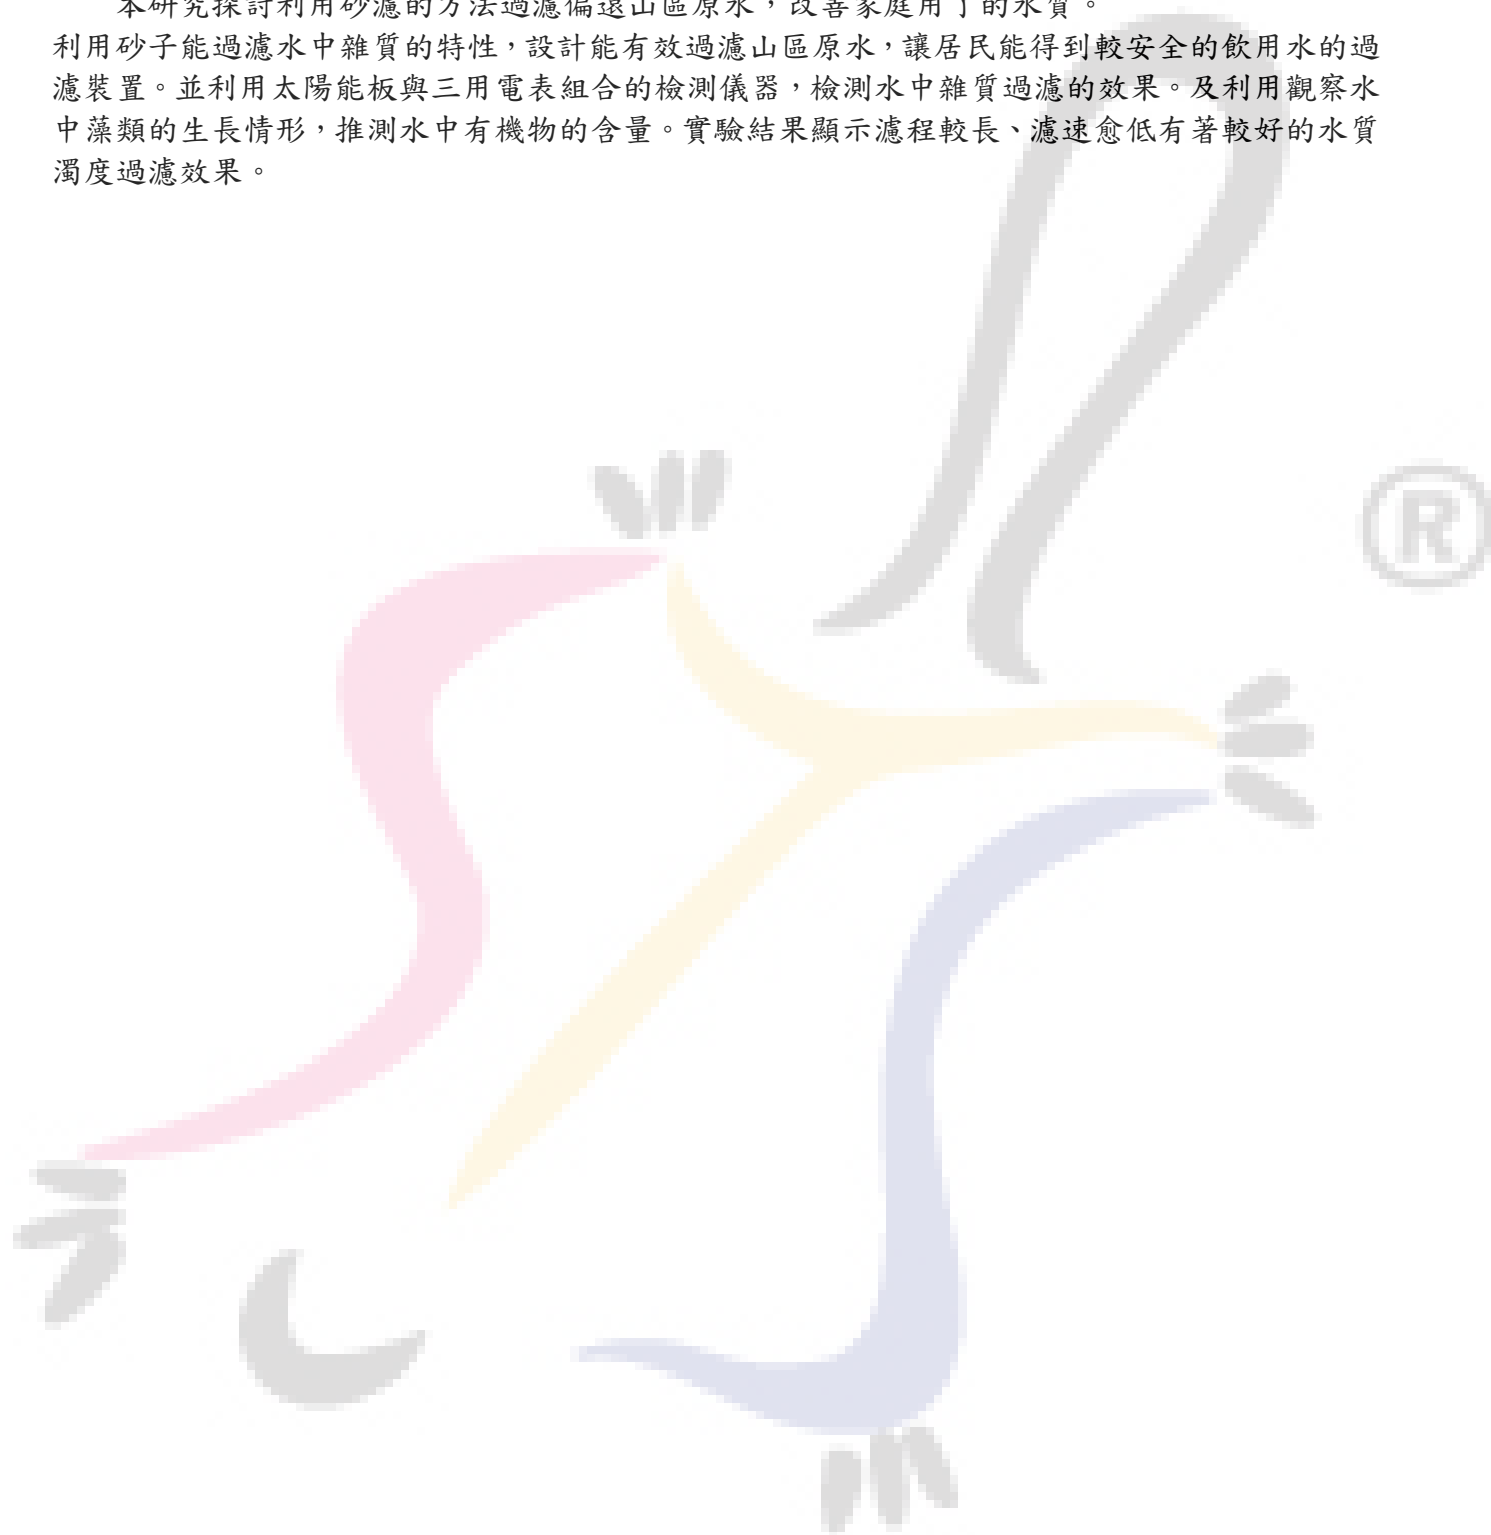 本研究探討利用砂濾的方法過濾偏遠山區原水，改善家庭用了的水質。
利用砂子能過濾水中雜質的特性，設計能有效過濾山區原水，讓居民能得到較安全的飲用水的過
濾裝置。並利用太陽能板與三用電表組合的檢測儀器，檢測水中雜質過濾的效果。及利用觀察水
中藻類的生長情形，推測水中有機物的含量。實驗結果顯示濾程較長、濾速愈低有著較好的水質
濁度過濾效果。
®